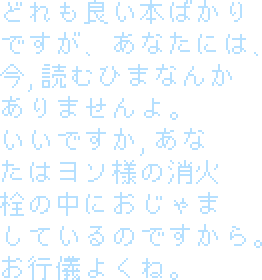 どれも良い本ばかり
ですが、あなたには、
今,読むひまなんか
ありませんよ。
いいですか,あな
たはヨソ様の消火
栓の中におじゃま
しているのですから。
お行儀よくね。